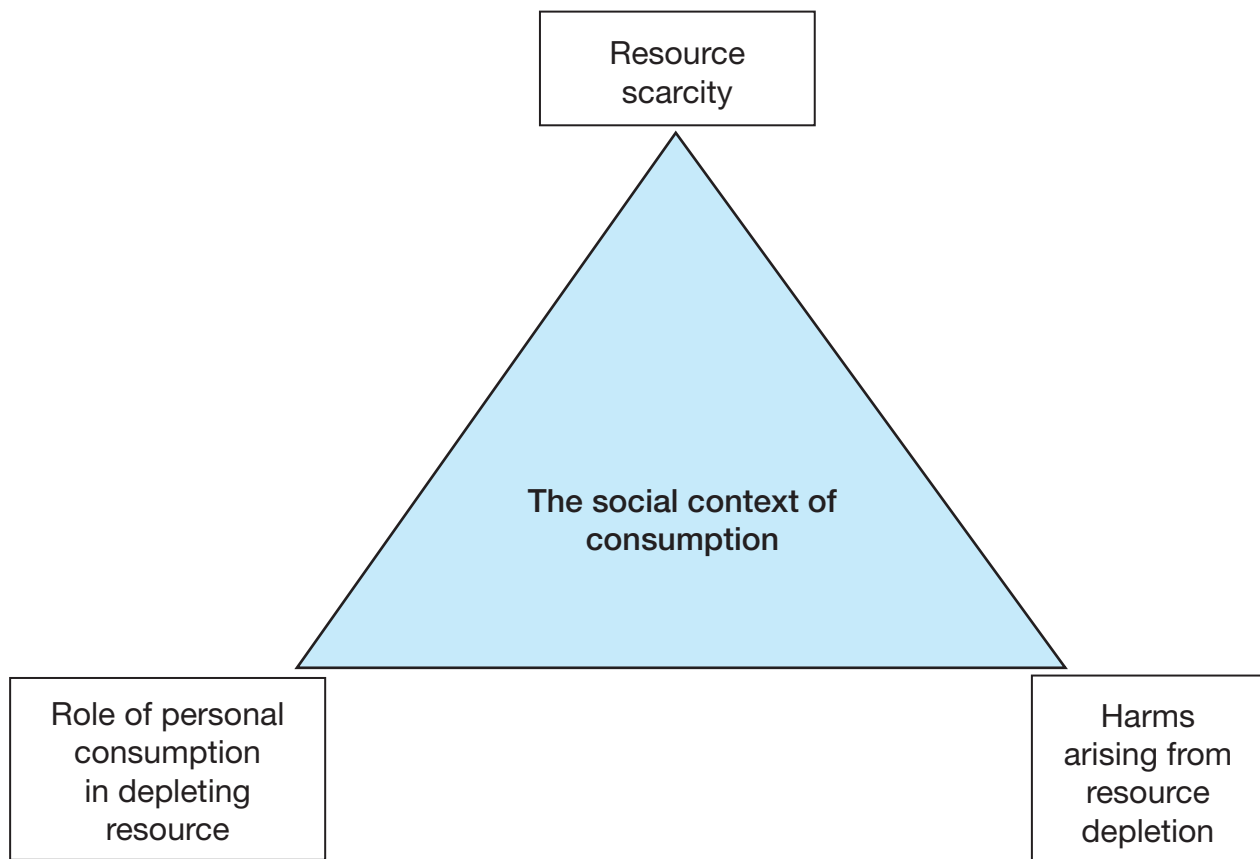 Resource
scarcity
The social context of
consumption
Role of personal
consumption
in depleting
resource
Harms
arising from
resource
depletion